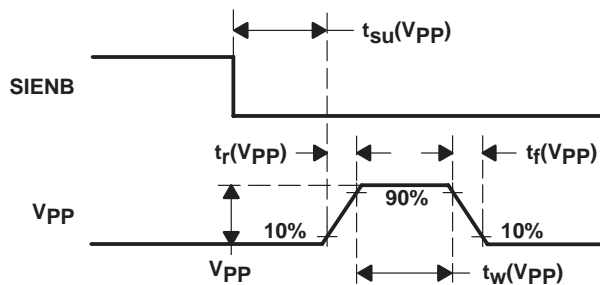 tsu(VPP)
SIENB
tr(VPP)
tf(VPP)
VPP
90%
10%
10%
VPP
tw(VPP)